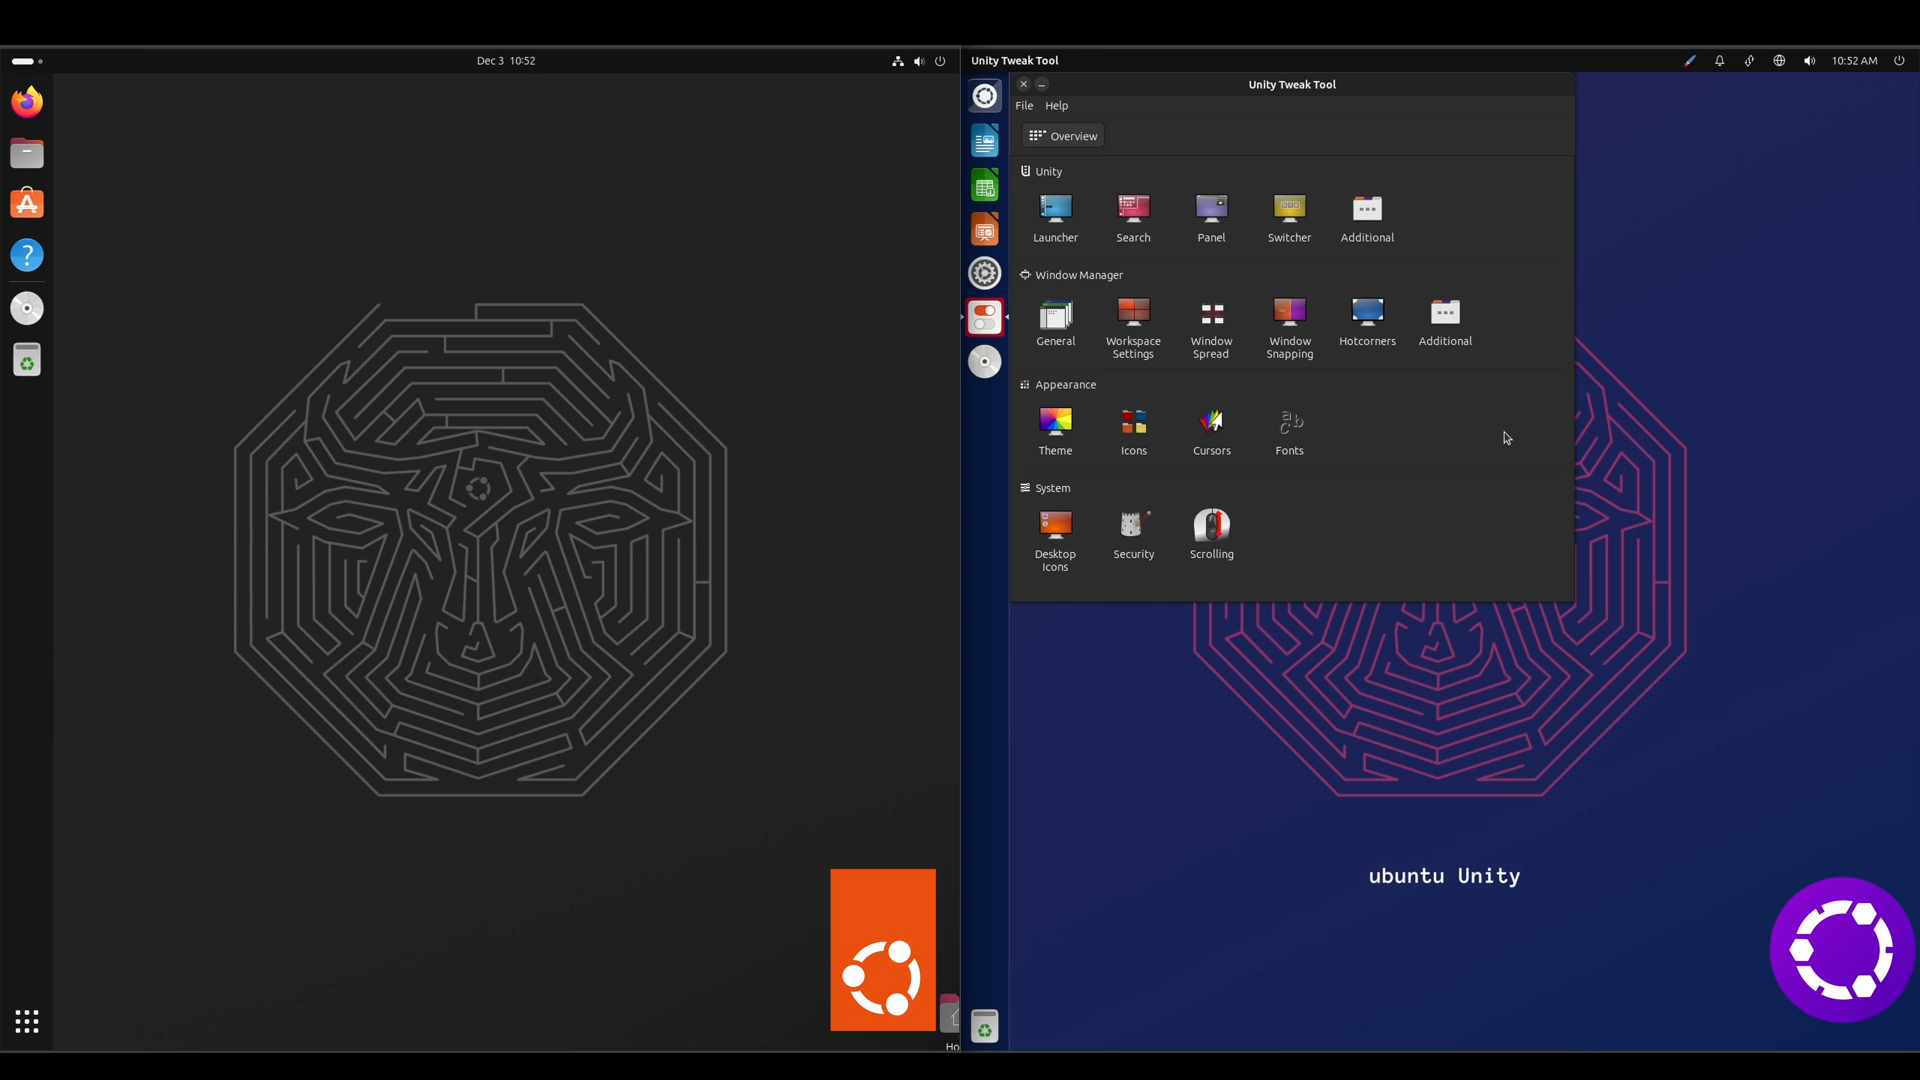 Dec 3 10:52
Unity Tweak Tool
10:52 AM
Unity Tweak Tool
File Help
Overview
Unity
Launcher Search Panel Switcher Additional
Window Manager
General Workspace Settings Window Spread Window Snapping Hotcorners Additional
Appearance
Theme Icons Cursors Fonts
System
Desktop Icons Security Scrolling
ubuntu Unity
Ho